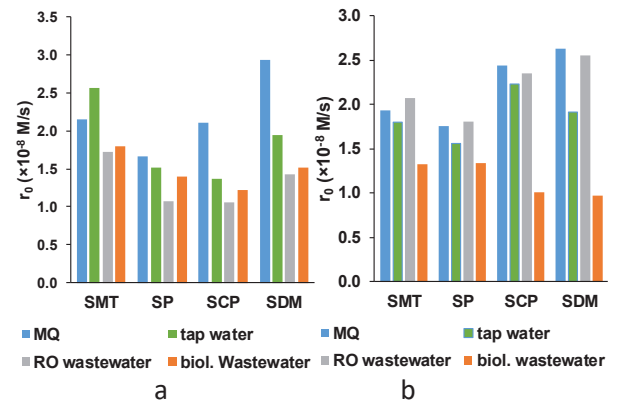 3.5
3.0
2.5
2.0
1.5
1.0
0.5
0.0
r₀ (×10⁻⁸ M/s)
SMT SP SCP SDM
MQ tap water
RO wastewater biol. Wastewater
a
3.0
2.5
2.0
1.5
1.0
0.5
0.0
r₀ (×10⁻⁸ M/s)
SMT SP SCP SDM
MQ tap water
RO wastewater biol. wastewater
b